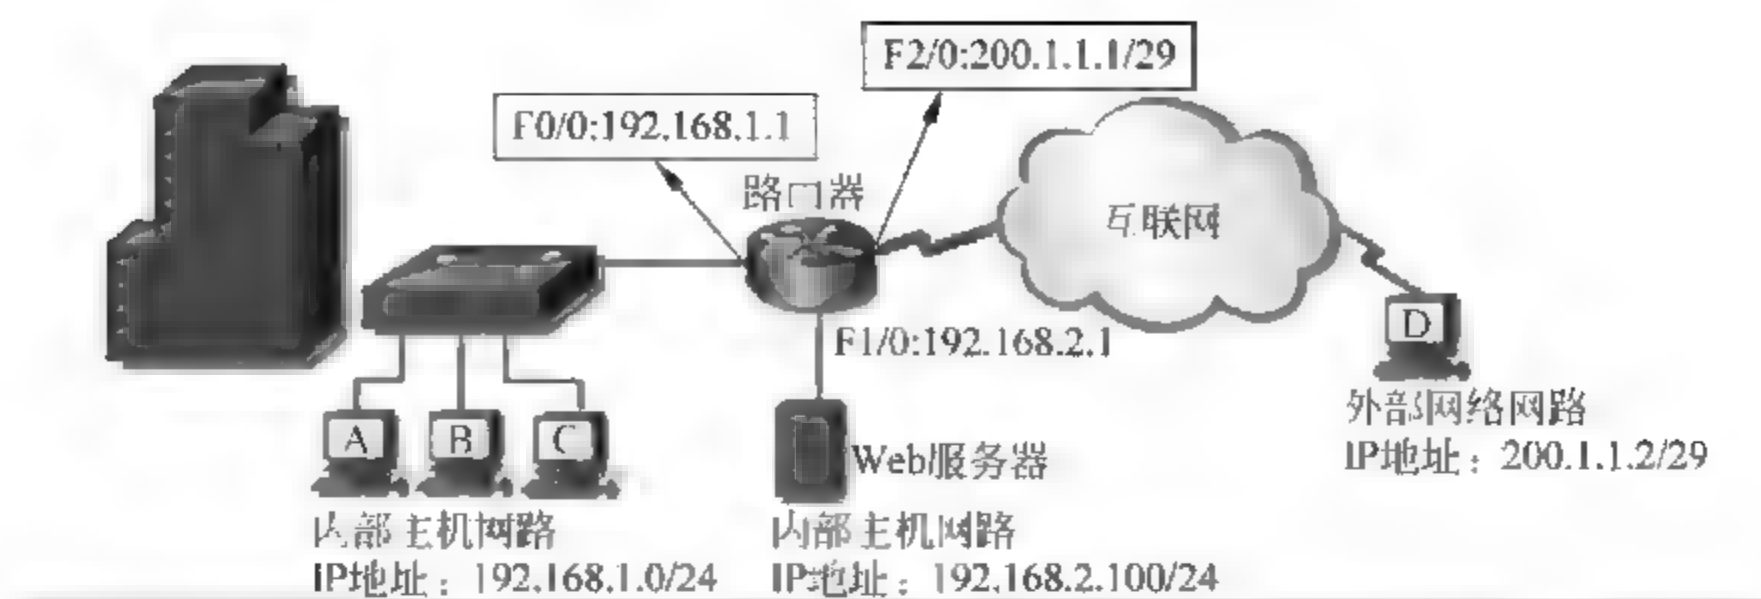 F2/0:200.1.1.1/29
F0/0:192.168.1.1
路由器
互联网
F1/0:192.168.2.1
D
A
B
C
Web服务器
外部网络网路
IP地址：200.1.1.2/29
内部主机网路
IP地址：192.168.1.0/24
内部主机网路
IP地址：192.168.2.100/24